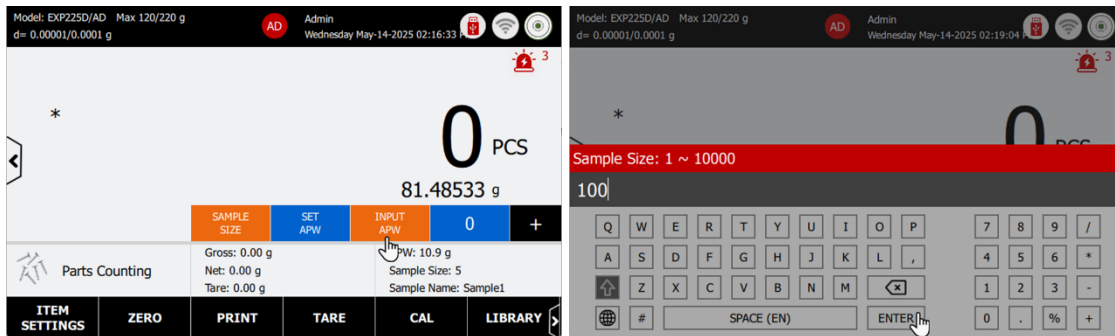 Model: EXP225D/AD Max 120/220 g
d= 0.00001/0.0001 g
AD
Admin
Wednesday May-14-2025 02:16:33
3
*
0 PCS
81.48533 g
SAMPLE SIZE
SET APW
INPUT APW
0
+
Parts Counting
Gross: 0.00 g
Net: 0.00 g
Tare: 0.00 g
PW: 10.9 g
Sample Size: 5
Sample Name: Sample1
ITEM SETTINGS
ZERO
PRINT
TARE
CAL
LIBRARY
Model: EXP225D/AD Max 120/220 g
d= 0.00001/0.0001 g
AD
Admin
Wednesday May-14-2025 02:19:04
3
*
0 PCS
Sample Size: 1 ~ 10000
100
Q W E R T Y U I O P 7 8 9 /
A S D F G H J K L , 4 5 6 *
Z X C V B N M 1 2 3 -
# SPACE (EN) ENTER 0 . % +